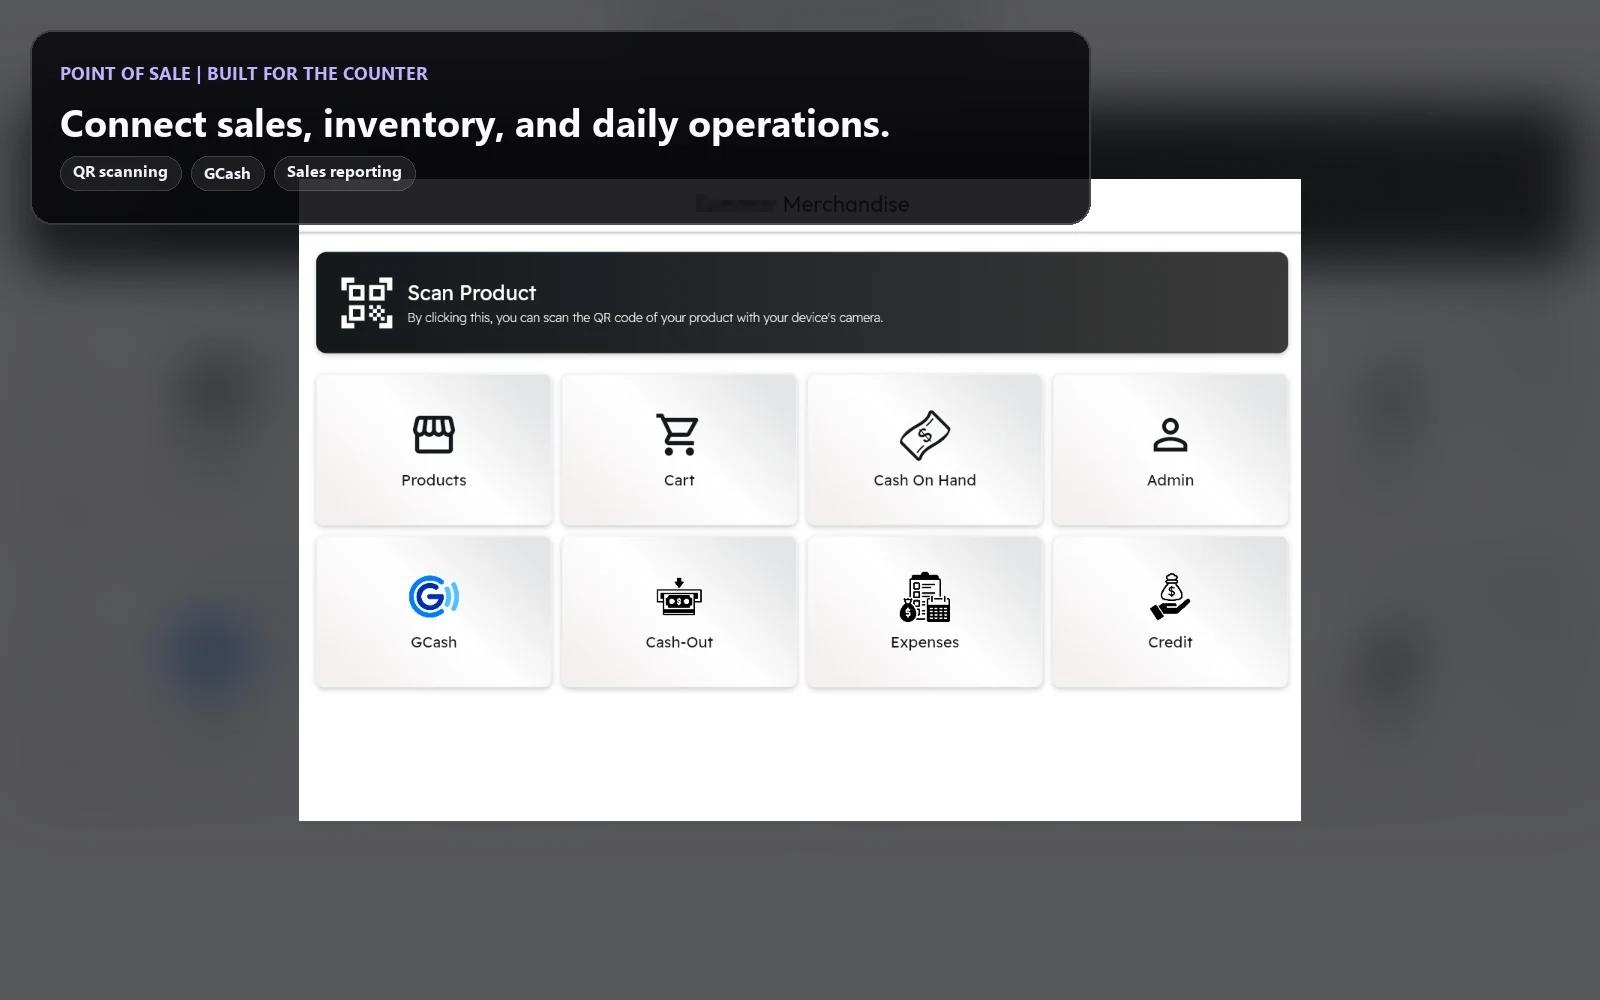 POINT OF SALE | BUILT FOR THE COUNTER
Connect sales, inventory, and daily operations.
QR scanning
GCash
Sales reporting
Merchandise
Scan Product
By clicking this, you can scan the QR code of your product with your device's camera.
Products
Cart
Cash On Hand
Admin
GCash
Cash-Out
Expenses
Credit